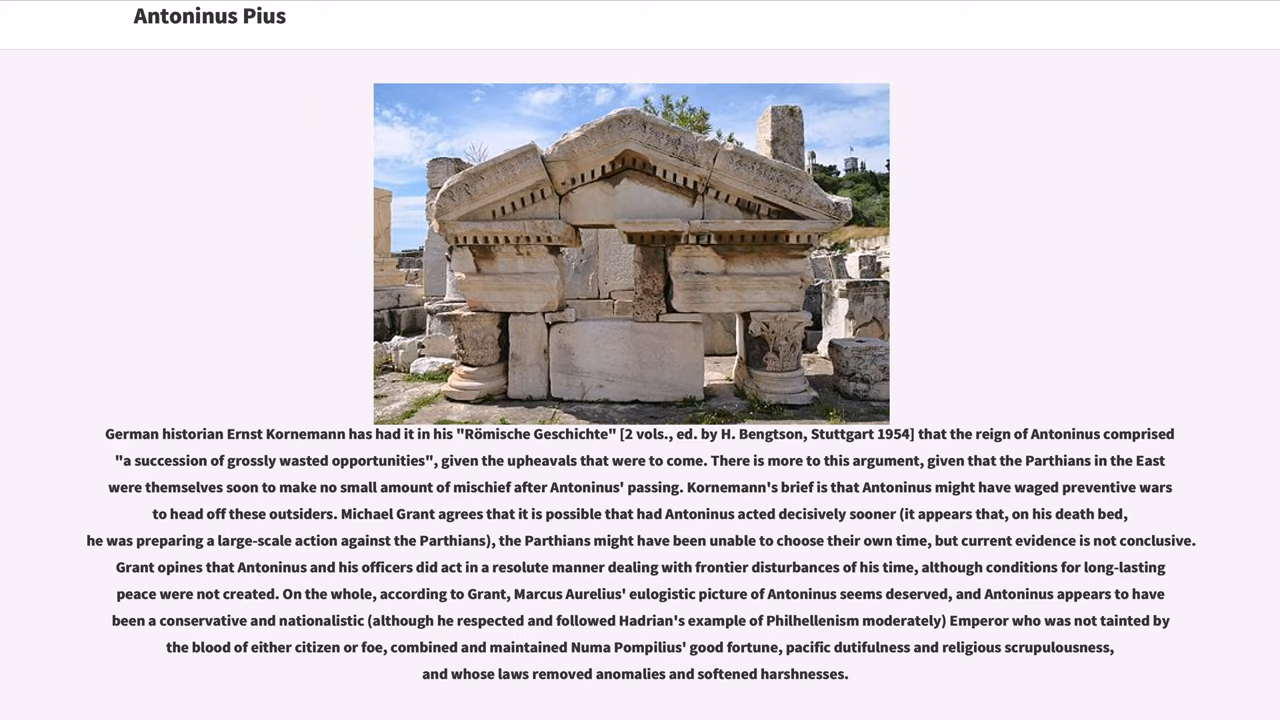 Antoninus Pius
German historian Ernst Kornemann has had it in his "Römische Geschichte" [2 vols., ed. by H. Bengtson, Stuttgart 1954] that the reign of Antoninus comprised
"a succession of grossly wasted opportunities", given the upheavals that were to come. There is more to this argument, given that the Parthians in the East
were themselves soon to make no small amount of mischief after Antoninus' passing. Kornemann's brief is that Antoninus might have waged preventive wars
to head off these outsiders. Michael Grant agrees that it is possible that had Antoninus acted decisively sooner (it appears that, on his death bed,
he was preparing a large-scale action against the Parthians), the Parthians might have been unable to choose their own time, but current evidence is not conclusive.
Grant opines that Antoninus and his officers did act in a resolute manner dealing with frontier disturbances of his time, although conditions for long-lasting
peace were not created. On the whole, according to Grant, Marcus Aurelius' eulogistic picture of Antoninus seems deserved, and Antoninus appears to have
been a conservative and nationalistic (although he respected and followed Hadrian's example of Philhellenism moderately) Emperor who was not tainted by
the blood of either citizen or foe, combined and maintained Numa Pompilius' good fortune, pacific dutifulness and religious scrupulousness,
and whose laws removed anomalies and softened harshnesses.